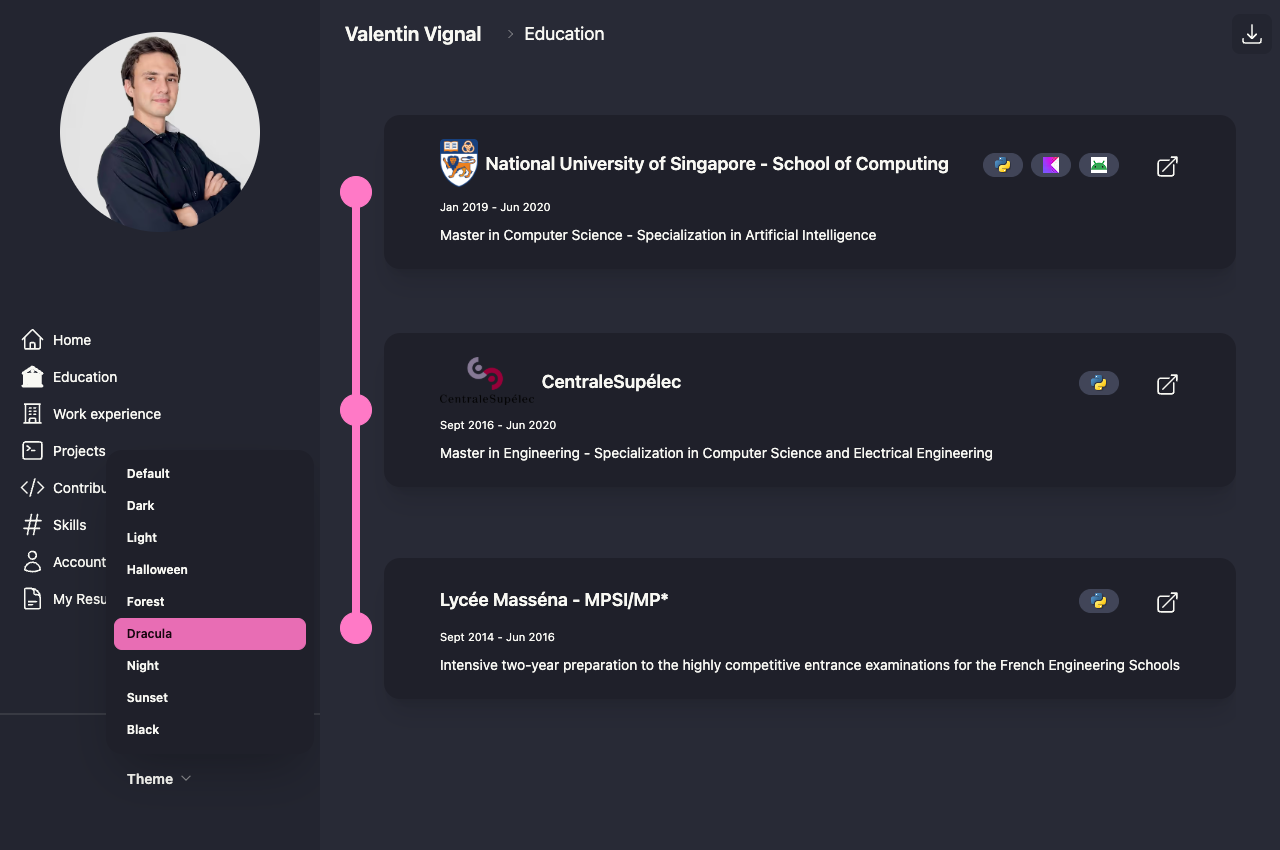 Valentin Vignal > Education
Home
Education
Work experience
Projects
Contribu
Skills
Account
My Resu
Default
Dark
Light
Halloween
Forest
Dracula
Night
Sunset
Black
Theme
National University of Singapore - School of Computing
Jan 2019 - Jun 2020
Master in Computer Science - Specialization in Artificial Intelligence
CentraleSupélec
CentraleSupélec
Sept 2016 - Jun 2020
Master in Engineering - Specialization in Computer Science and Electrical Engineering
Lycée Masséna - MPSI/MP*
Sept 2014 - Jun 2016
Intensive two-year preparation to the highly competitive entrance examinations for the French Engineering Schools